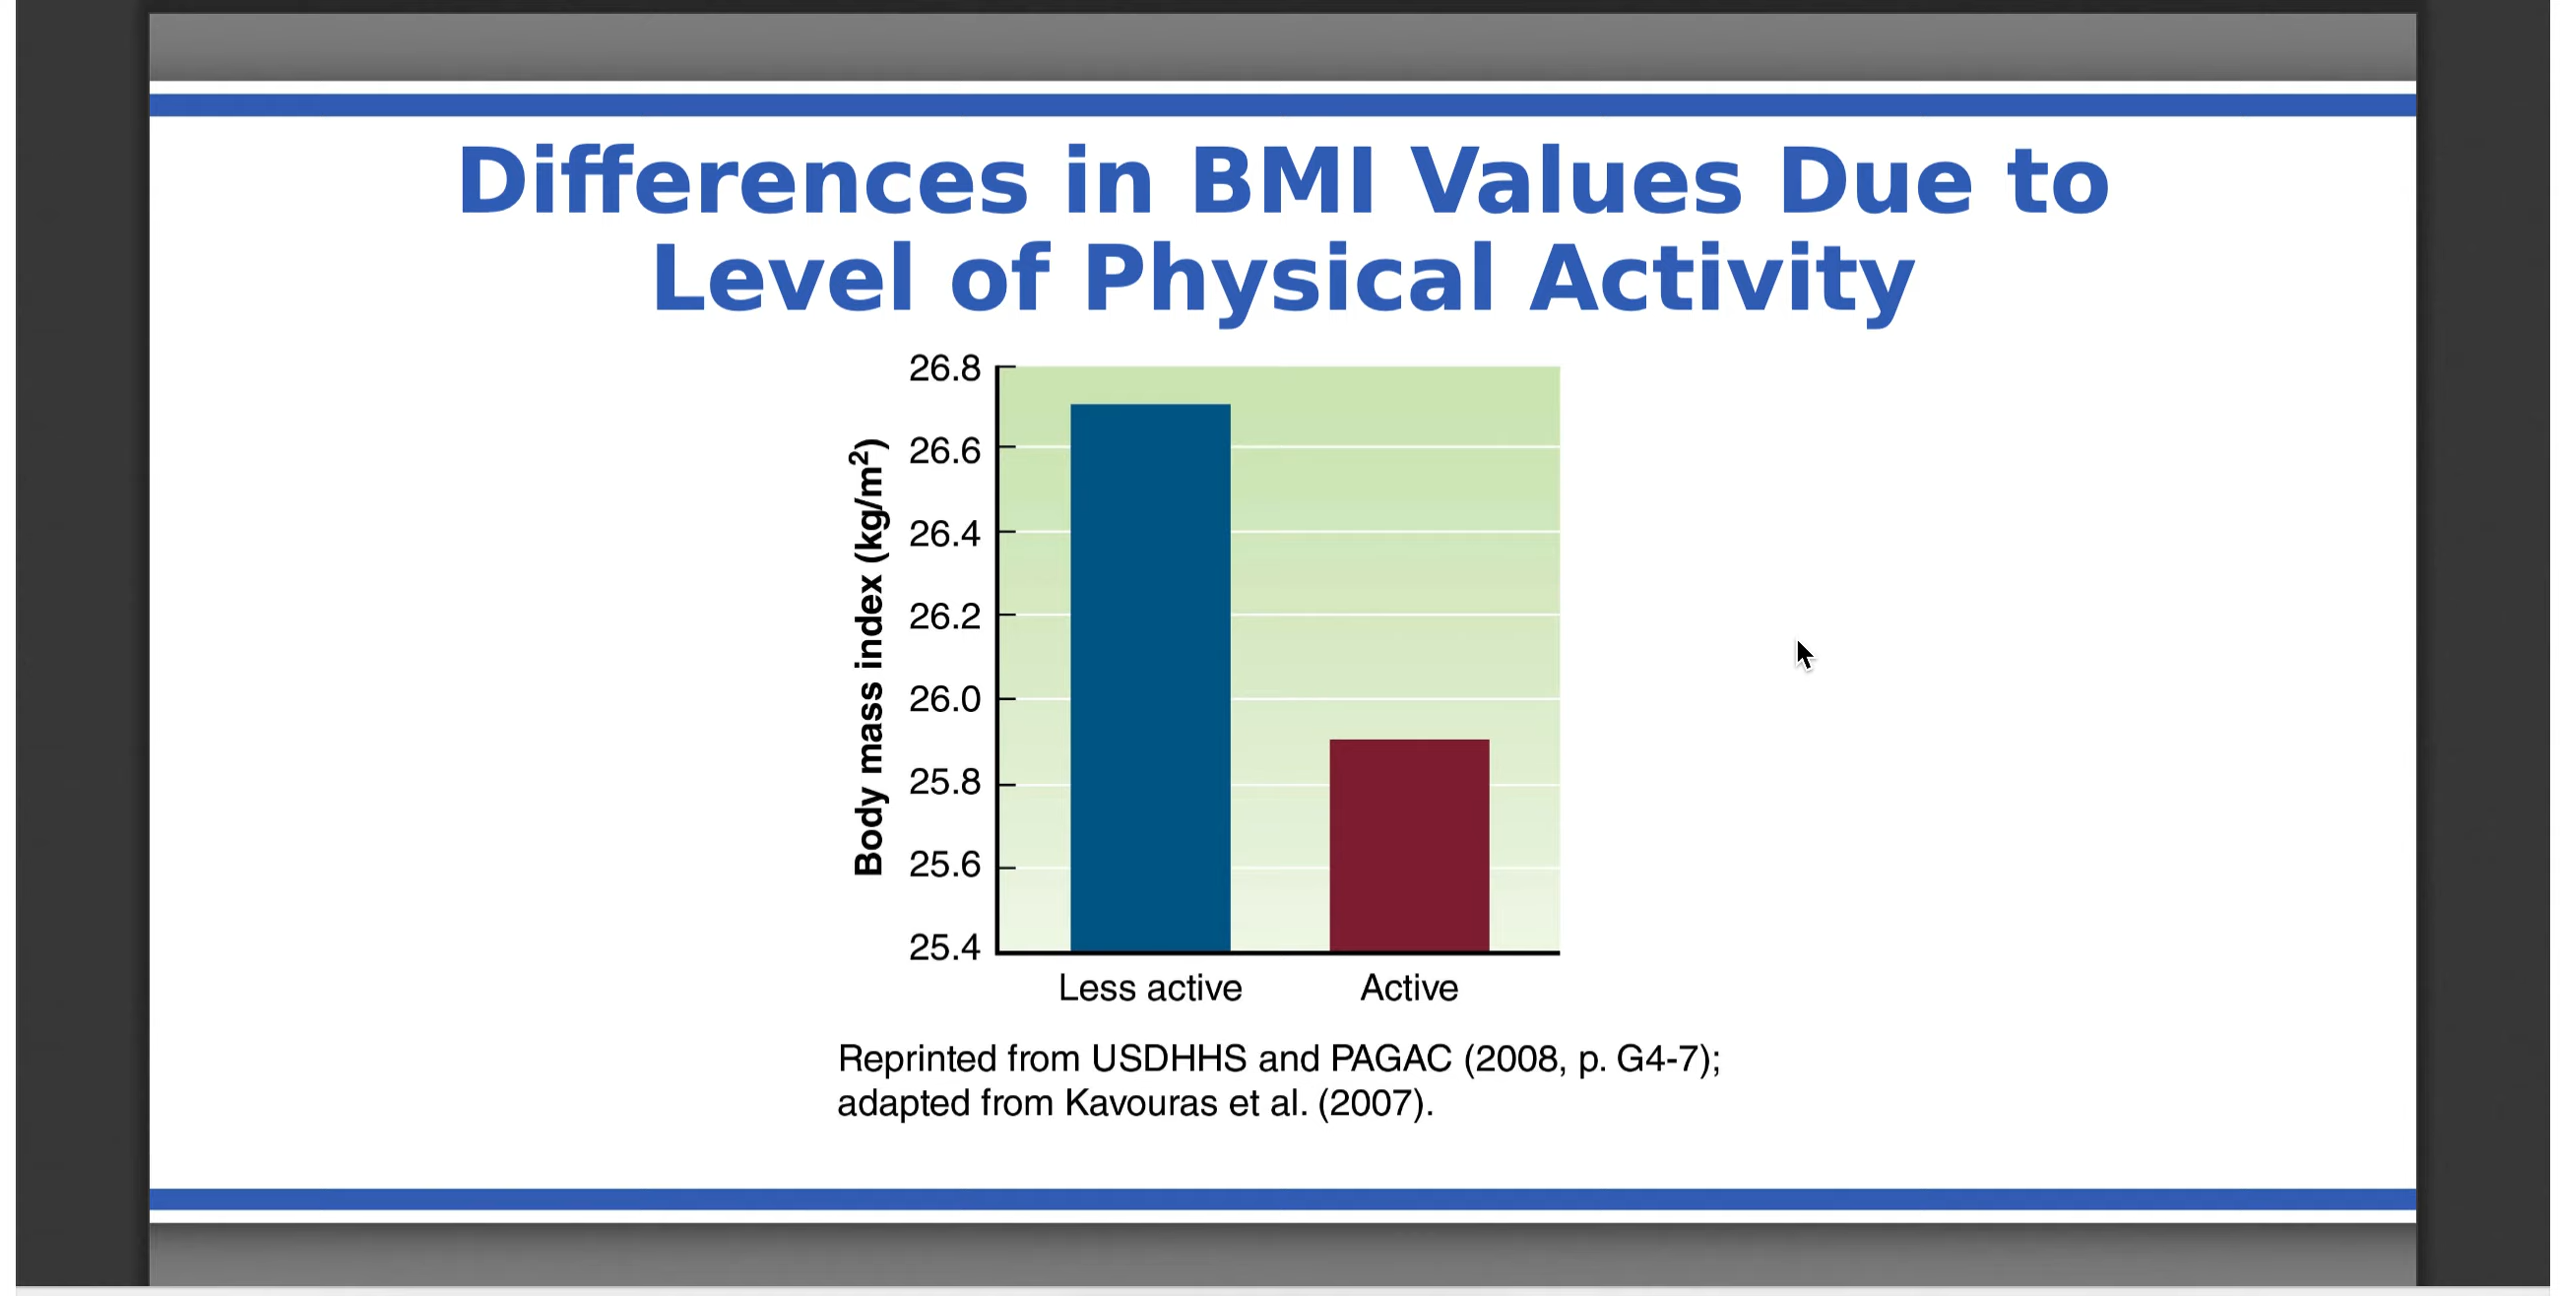 Differences in BMI Values Due to
Level of Physical Activity
Body mass index (kg/m²)
26.8
26.6
26.4
26.2
26.0
25.8
25.6
25.4
Less active
Active
Reprinted from USDHHS and PAGAC (2008, p. G4-7);
adapted from Kavouras et al. (2007).